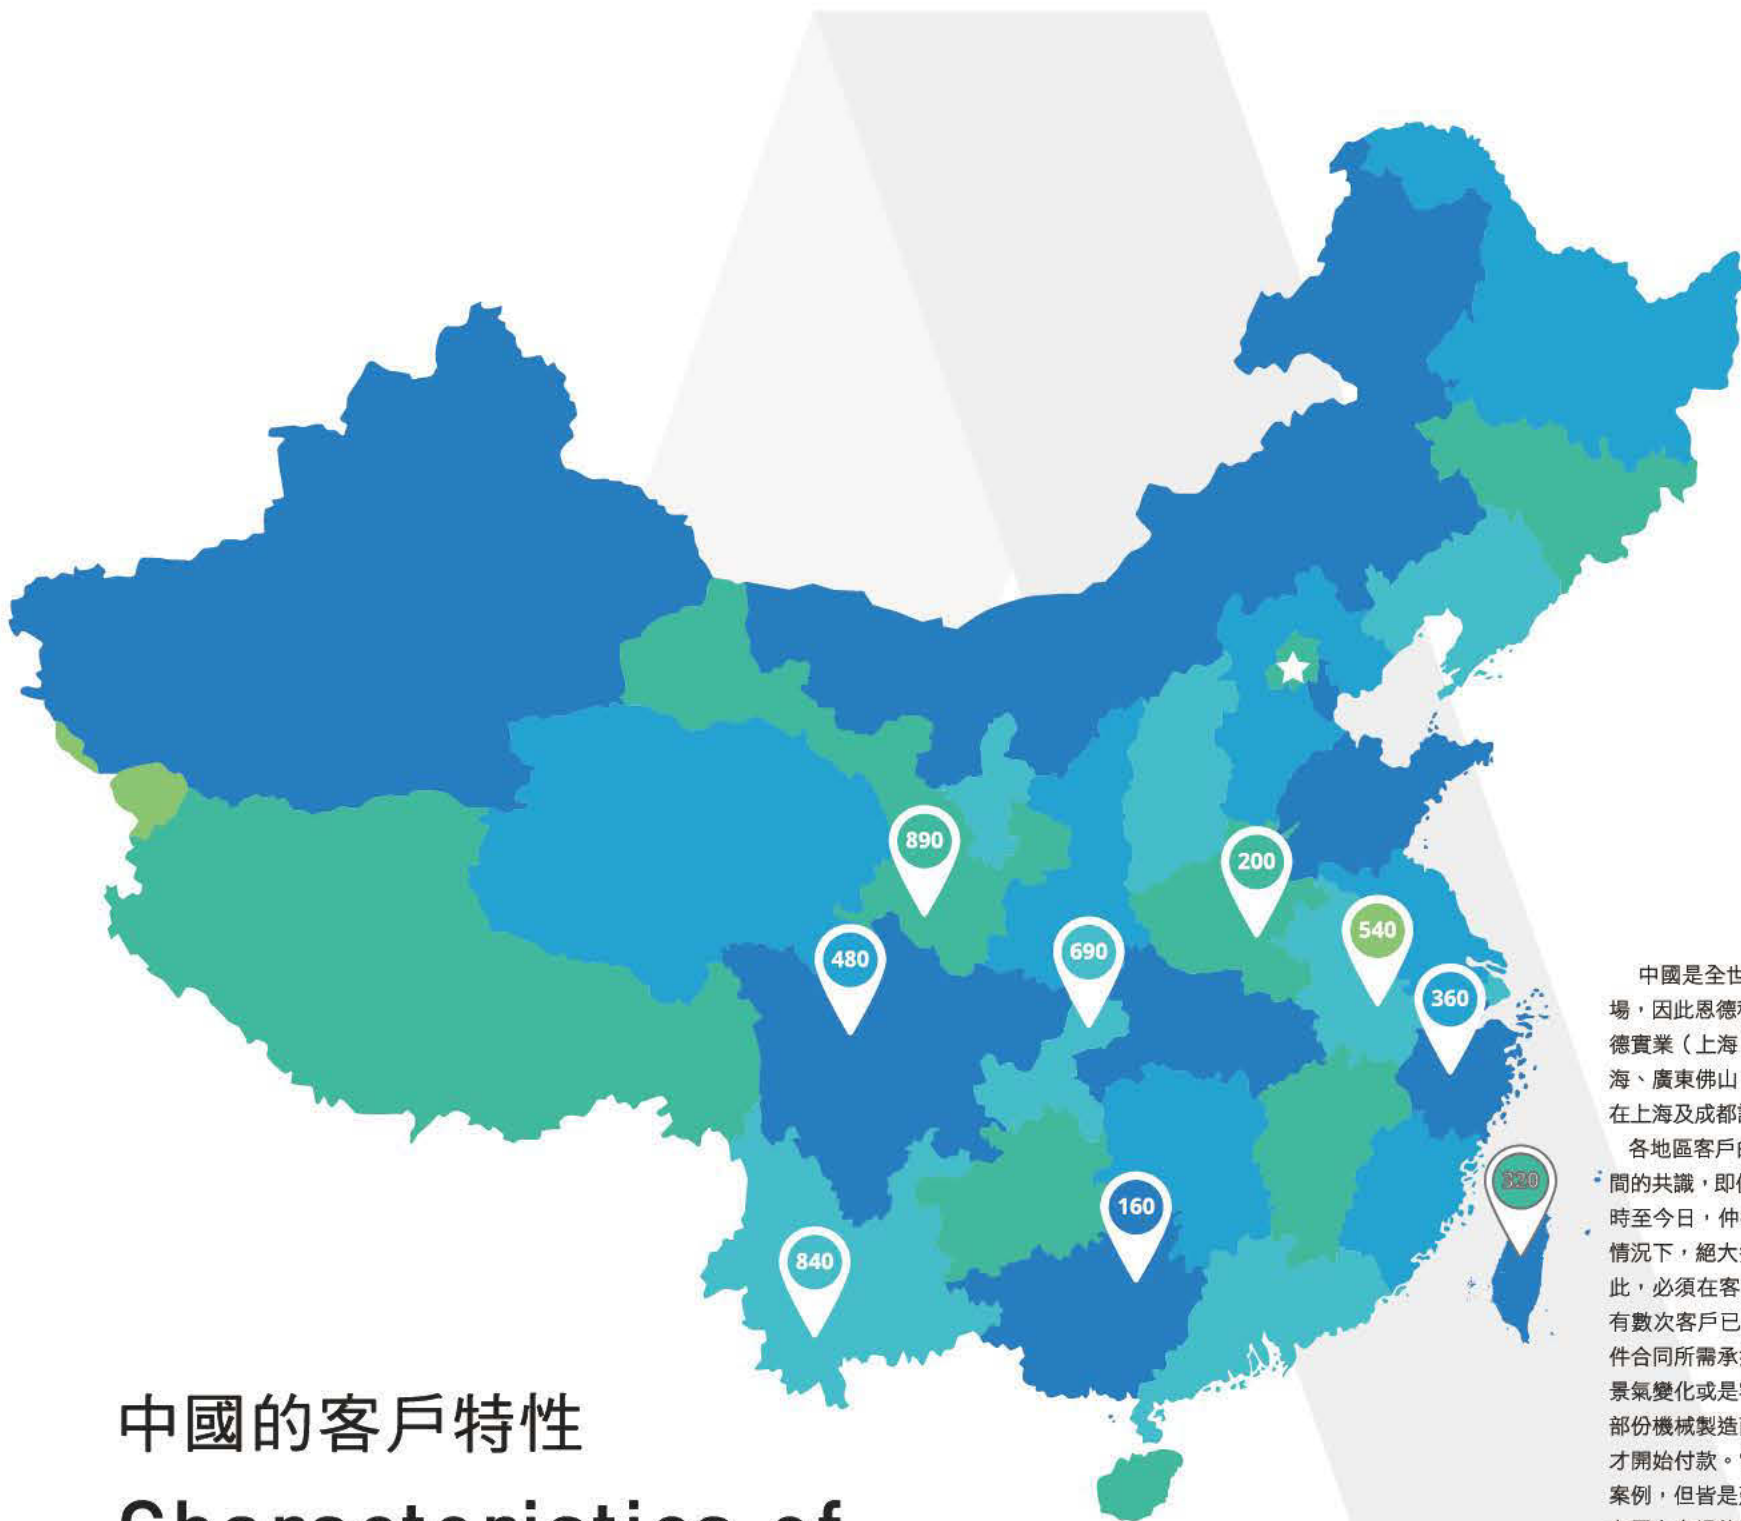 890
200
540
480
690
360
320
160
840
中國的客戶特性
Characteristics of
中國是全世
場，因此恩德
德實業（上海
海、廣東佛山
在上海及成都
各地區客戶
間的共識，即
時至今日，仲
情況下，絕大
此，必須在客
有數次客戶已
件合同所需承
景氣變化或是
部份機械製造
才開始付款。
案例，但皆是